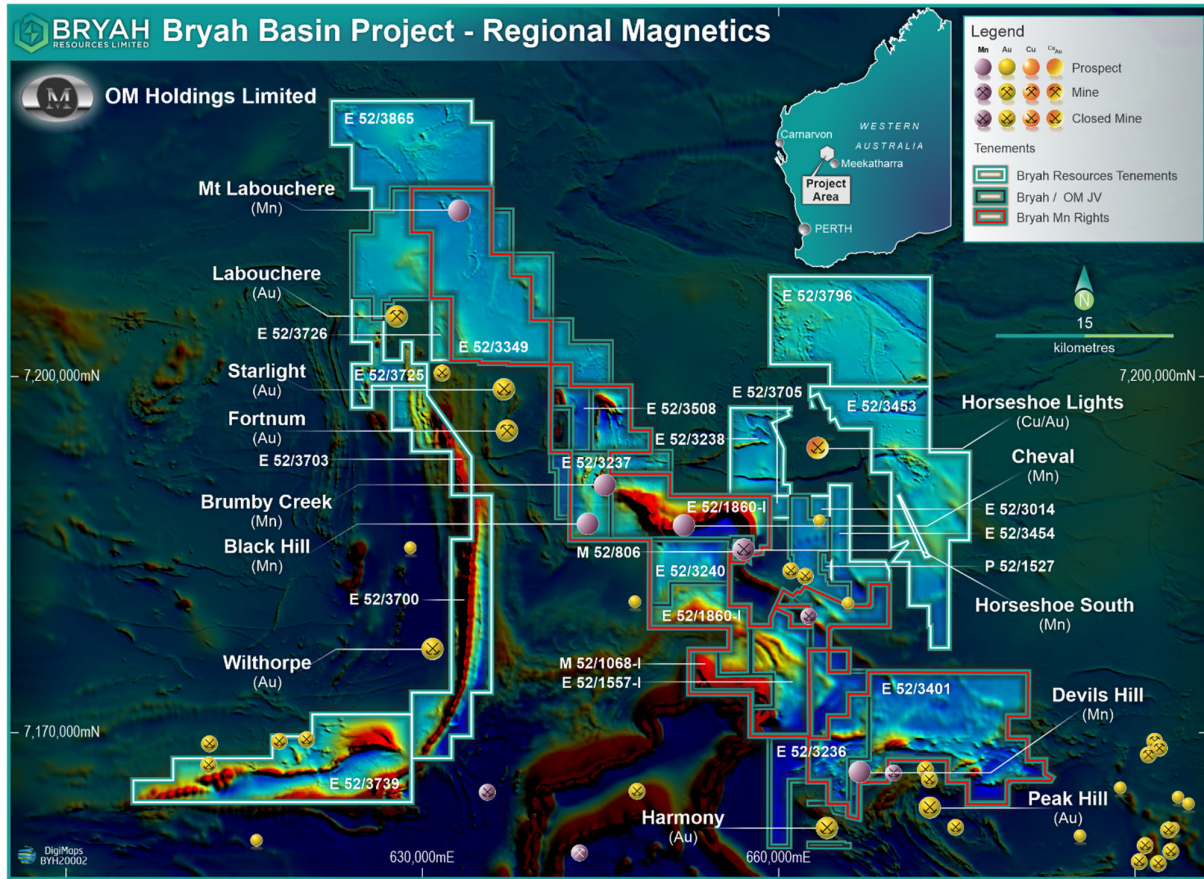 BRYAH
RESOURCES LIMITED
Bryah Basin Project - Regional Magnetics
M
OM Holdings Limited
Carnarvon
WESTERN
AUSTRALIA
Meekatharra
Project
Area
PERTH
Legend
Mn
Au
Cu
Cu
Au
Prospect
Mine
Closed Mine
Tenements
Bryah Resources Tenements
Bryah / OM JV
Bryah Mn Rights
N
15
kilometres
E 52/3865
Mt Labouchere
(Mn)
Labouchere
(Au)
E 52/3726
E 52/3349
Starlight
(Au)
E 52/3725
7,200,000mN
7,200,000mN
Fortnum
(Au)
E 52/3703
Brumby Creek
(Mn)
Black Hill
(Mn)
E 52/3700
Wilthorpe
(Au)
7,170,000mN
E 52/3739
E 52/3796
E 52/3705
E 52/3508
E 52/3453
E 52/3238
Horseshoe Lights
(Cu/Au)
E 52/3237
Cheval
(Mn)
E 52/1860-I
E 52/3014
E 52/3454
M 52/806
E 52/3240
P 52/1527
E 52/1860-I
Horseshoe South
(Mn)
M 52/1068-I
E 52/1557-I
E 52/3401
Devils Hill
(Mn)
E 52/3236
Peak Hill
(Au)
Harmony
(Au)
630,000mE
660,000mE
DigiMaps
BYH20002